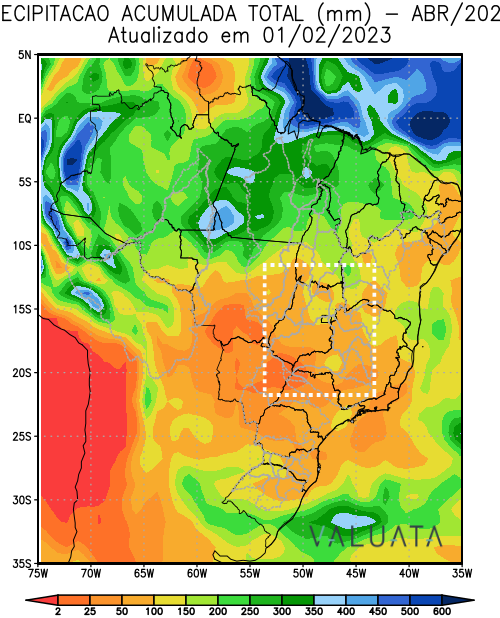 ECIPITACAO ACUMULADA TOTAL (mm) – ABR/202
Atualizado em 01/02/2023
5N
EQ
5S
10S
15S
20S
25S
30S
35S
VALUATA
75W 70W 65W 60W 55W 50W 45W 40W 35W
2 25 50 100 150 200 250 300 350 400 450 500 600